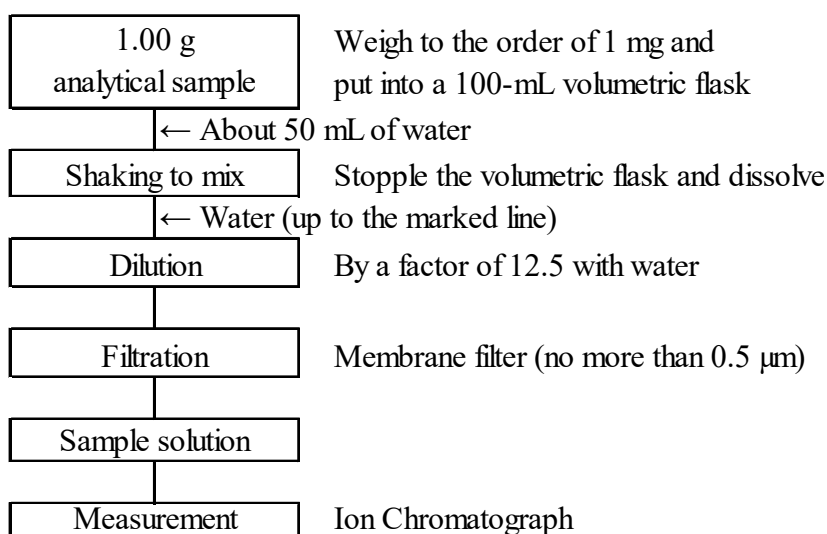 1.00 g
analytical sample
Weigh to the order of 1 mg and
put into a 100-mL volumetric flask
← About 50 mL of water
Shaking to mix
Stopple the volumetric flask and dissolve
← Water (up to the marked line)
Dilution
By a factor of 12.5 with water
Filtration
Membrane filter (no more than 0.5 μm)
Sample solution
Measurement
Ion Chromatograph